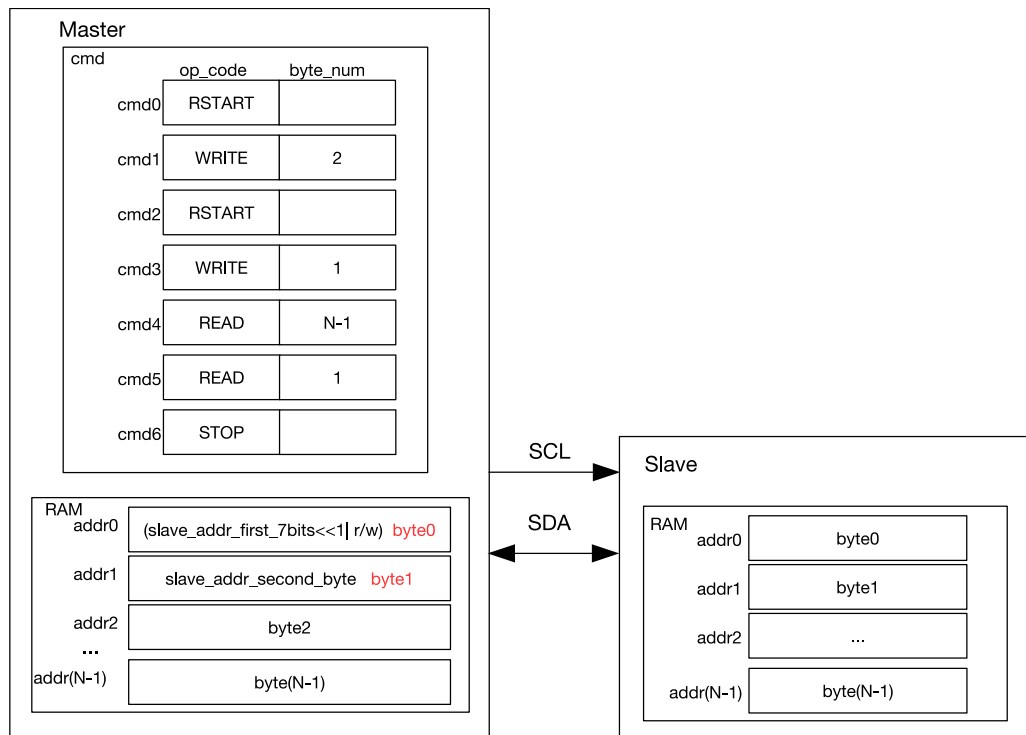 Master
cmd
op_code byte_num
cmd0 RSTART
cmd1 WRITE 2
cmd2 RSTART
cmd3 WRITE 1
cmd4 READ N-1
cmd5 READ 1
cmd6 STOP
RAM
addr0 (slave_addr_first_7bits<<1| r/w) byte0
addr1 slave_addr_second_byte byte1
addr2 byte2
...
addr(N-1) byte(N-1)
SCL
SDA
Slave
RAM
addr0 byte0
addr1 byte1
addr2 ...
addr(N-1) byte(N-1)